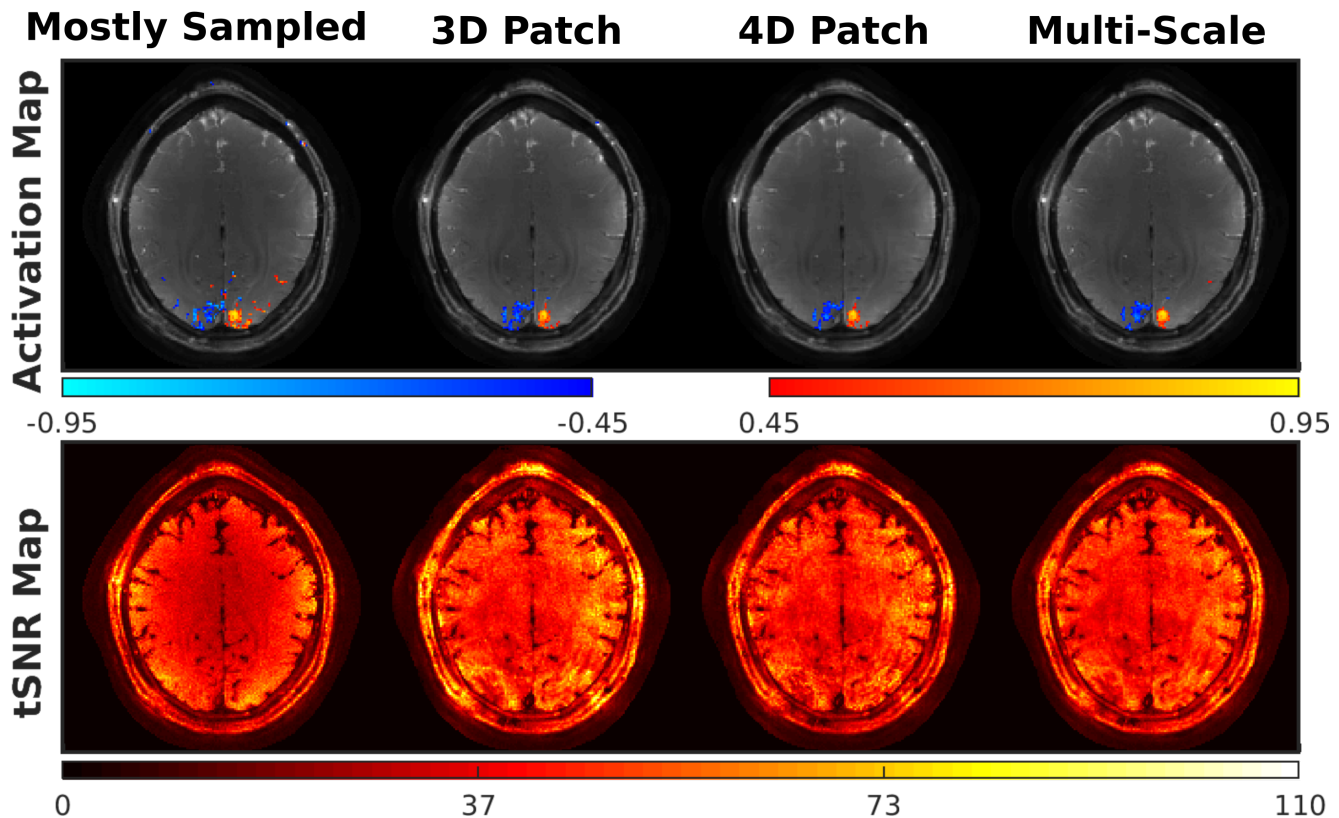 Mostly Sampled 3D Patch 4D Patch Multi-Scale
Activation Map
-0.95 -0.45 0.45 0.95
tSNR Map
0 37 73 110